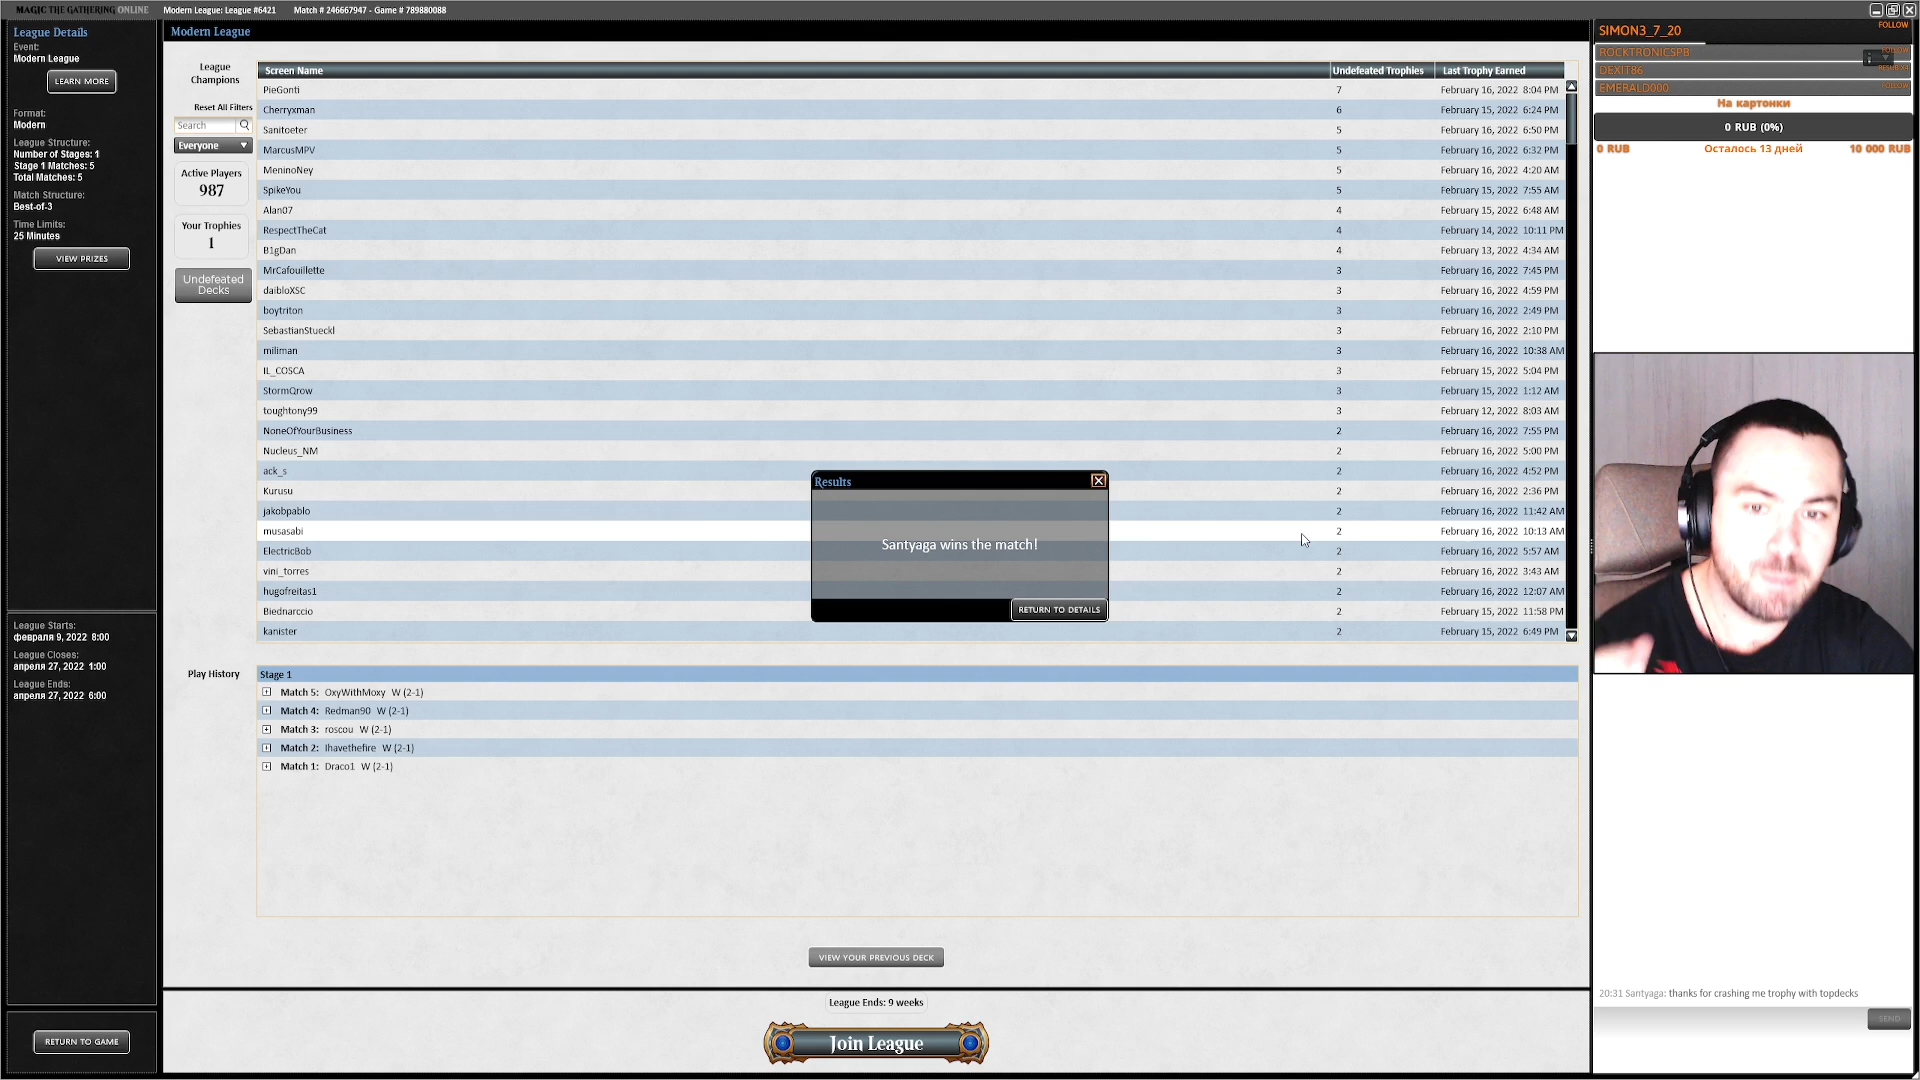 MAGIC THE GATHERING ONLINE
Modern League: League #6421
Match # 246667947 - Game # 789880088
League Details
Event:
Modern League
LEARN MORE
Format:
Modern
League Structure:
Number of Stages: 1
Stage 1 Matches: 5
Total Matches: 5
Match Structure:
Best-of-3
Time Limits:
25 Minutes
VIEW PRIZES
League Starts:
февраля 9, 2022 8:00
League Closes:
апреля 27, 2022 1:00
League Ends:
апреля 27, 2022 6:00
RETURN TO GAME
Modern League
League
Champions
Reset All Filters
Search
Everyone
Active Players
987
Your Trophies
1
Undefeated
Decks
Screen Name Undefeated Trophies Last Trophy Earned
PieGonti 7 February 16, 2022 8:04 PM
Cherryxman 6 February 15, 2022 6:24 PM
Sanitoeter 5 February 16, 2022 6:50 PM
MarcusMPV 5 February 16, 2022 6:32 PM
MeninoNey 5 February 16, 2022 4:20 AM
SpikeYou 5 February 15, 2022 7:55 AM
Alan07 4 February 15, 2022 6:48 AM
RespectTheCat 4 February 14, 2022 10:11 PM
B1gDan 4 February 13, 2022 4:34 AM
MrCafouillette 3 February 16, 2022 7:45 PM
daibloXSC 3 February 16, 2022 4:59 PM
boytriton 3 February 16, 2022 2:49 PM
SebastianStueckl 3 February 16, 2022 2:10 PM
miliman 3 February 16, 2022 10:38 AM
IL_COSCA 3 February 15, 2022 5:04 PM
StormQrow 3 February 15, 2022 1:12 AM
toughtony99 3 February 12, 2022 8:03 AM
NoneOfYourBusiness 2 February 16, 2022 7:55 PM
Nucleus_NM 2 February 16, 2022 5:00 PM
ack_s 2 February 16, 2022 4:52 PM
Kurusu 2 February 16, 2022 2:36 PM
jakobpablo 2 February 16, 2022 11:42 AM
musasabi 2 February 16, 2022 10:13 AM
ElectricBob 2 February 16, 2022 5:57 AM
vini_torres 2 February 16, 2022 3:43 AM
hugofreitas1 2 February 16, 2022 12:07 AM
Biednarccio 2 February 15, 2022 11:58 PM
kanister 2 February 15, 2022 6:49 PM
Results
Santyaga wins the match!
RETURN TO DETAILS
Play History
Stage 1
Match 5: OxyWithMoxy W (2-1)
Match 4: Redman90 W (2-1)
Match 3: roscou W (2-1)
Match 2: Ihavethefire W (2-1)
Match 1: Draco1 W (2-1)
VIEW YOUR PREVIOUS DECK
League Ends: 9 weeks
Join League
SIMON3_7_20 FOLLOW
ROCKTRONICSPB FOLLOW
DEXIT86
EMERALD000 FOLLOW
На картонки
0 RUB (0%)
0 RUB Осталось 13 дней 10 000 RUB
20:31 Santyaga: thanks for crashing me trophy with topdecks
SEND